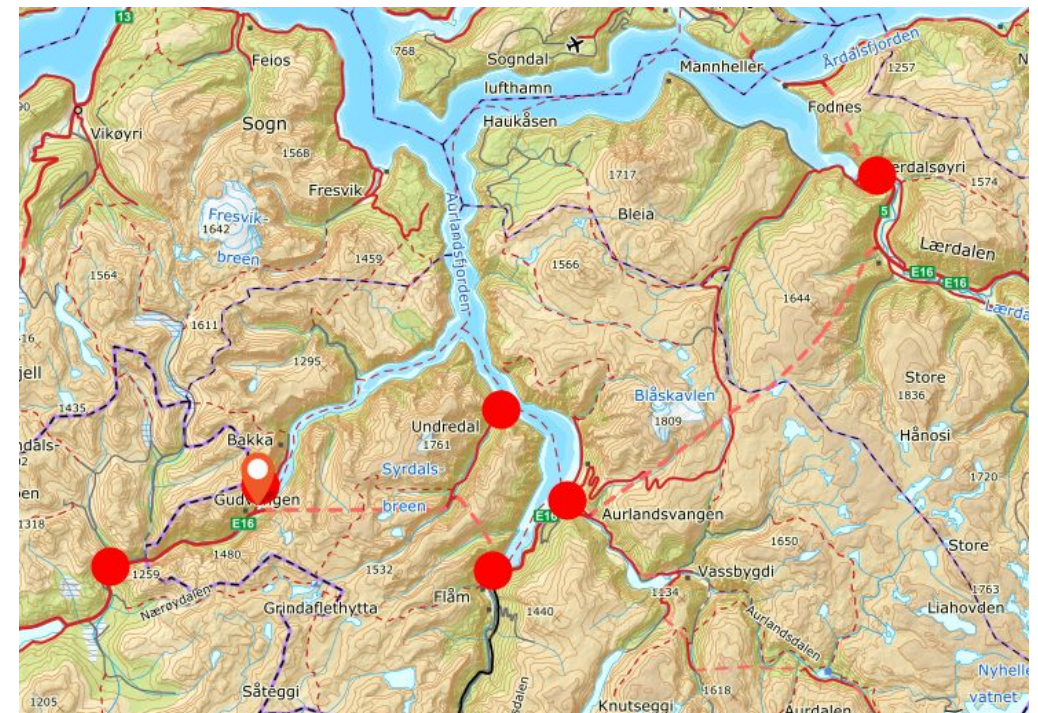 13
Feios
768
Sogndal
lufthamn
Mannheller
Årdalsfjorden
1257
Fodnes
Vikøyri
Sogn
1568
Haukåsen
Fresvik
1717
erdalsøyri
1574
Fresvik-
1642
breen
Aurlandsfjorden
Bleia
5
Lærdalen
1564
1459
1566
E16
E16
1644
1611
1295
Store
1836
1435
Undredal
1761
Blåskavlen
1809
Hånosi
Bakka
Syrdals-
breen
1720
E16
E16
Aurlandsvangen
1318
1480
1650
Store
1259
1532
Vassbygdi
Nærøydalen
Grindaflethytta
Flåm
1440
1134
1763
Liahovden
Aurlandsdalen
Såteggi
1618
1205
Knutseggi
Aurdalen
vatnet